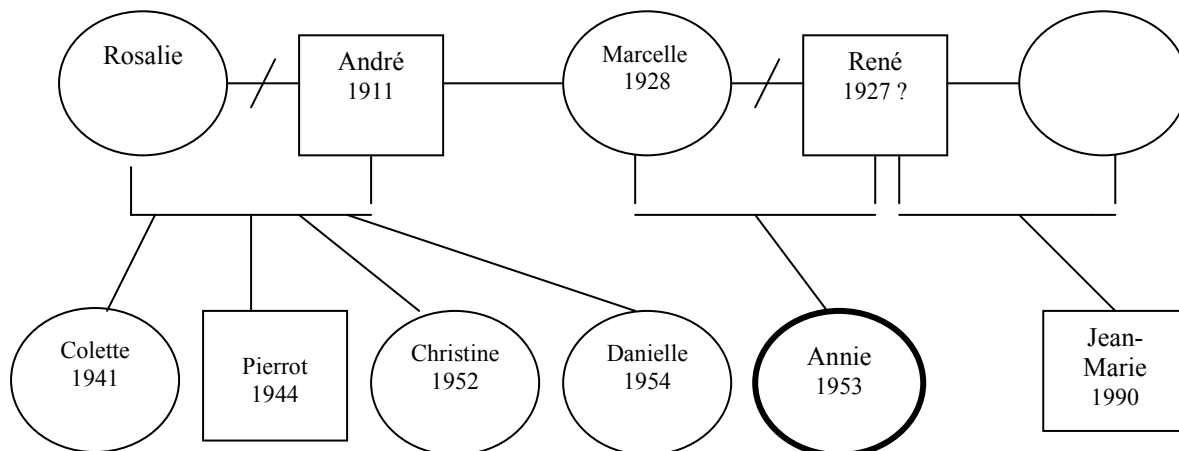 Rosalie
André
1911
Marcelle
1928
René
1927 ?
Colette
1941
Pierrot
1944
Christine
1952
Danielle
1954
Annie
1953
Jean-
Marie
1990